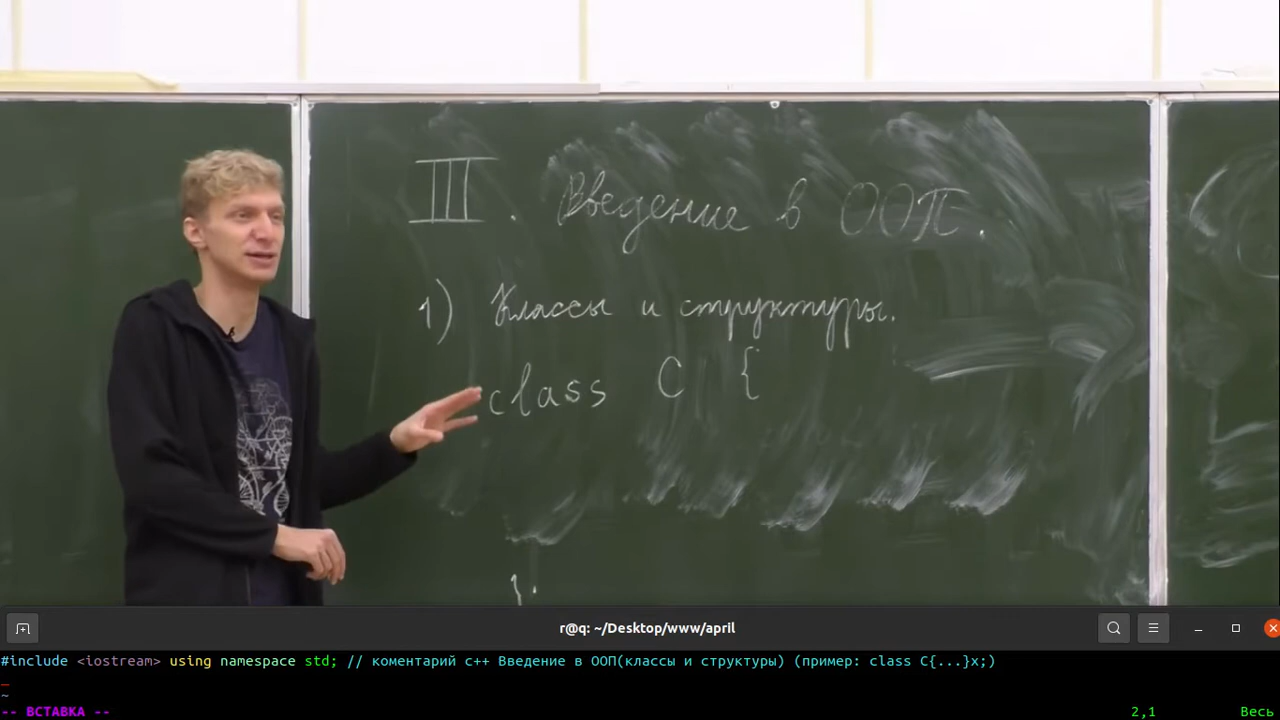 III. Введение в ООП.
1) Классы и структуры.
class C {
r@q: ~/Desktop/www/april
#include <iostream> using namespace std; // коментарий с++ Введение в ООП(классы и структуры) (пример: class C{...}x;)
~
-- ВСТАВКА --
2,1
Весь